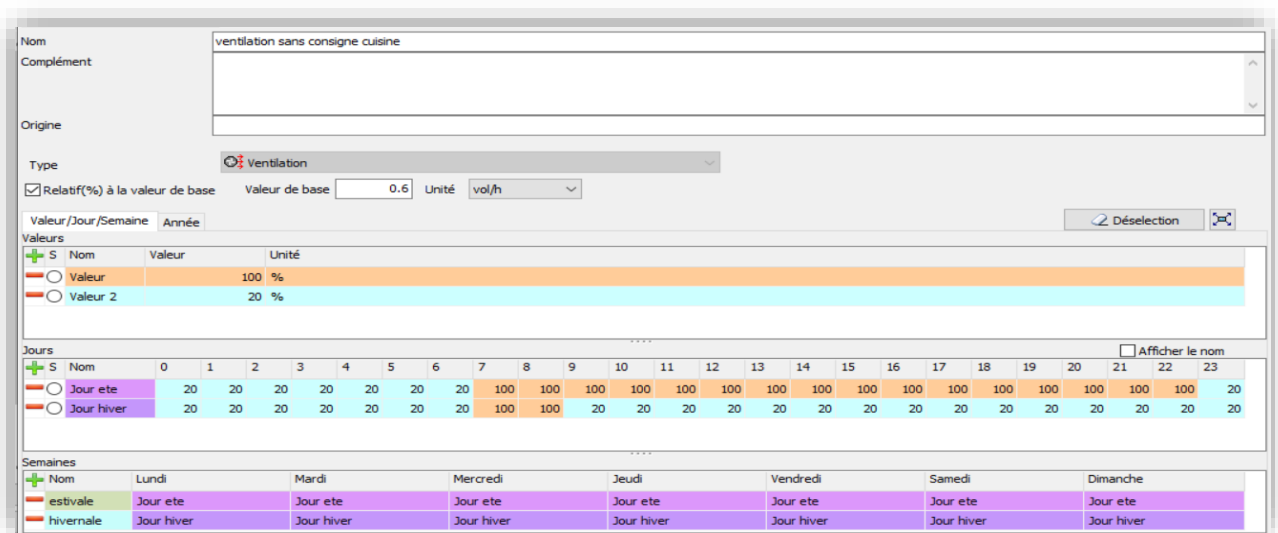 Nom ventilation sans consigne cuisine
Complément
Origine
Type Ventilation
Relatif(%) à la valeur de base Valeur de base 0.6 Unité vol/h
Valeur/Jour/Semaine Année Déselection
Valeurs
S Nom Valeur Unité
Valeur 100 %
Valeur 2 20 %
Jours Afficher le nom
S Nom 0 1 2 3 4 5 6 7 8 9 10 11 12 13 14 15 16 17 18 19 20 21 22 23
Jour ete 20 20 20 20 20 20 20 100 100 100 100 100 100 100 100 100 100 100 100 100 100 100 100 20
Jour hiver 20 20 20 20 20 20 20 100 100 20 20 20 20 20 20 20 20 20 20 20 20 20 20 20
Semaines
Nom Lundi Mardi Mercredi Jeudi Vendredi Samedi Dimanche
estivale Jour ete Jour ete Jour ete Jour ete Jour ete Jour ete Jour ete
hivernale Jour hiver Jour hiver Jour hiver Jour hiver Jour hiver Jour hiver Jour hiver